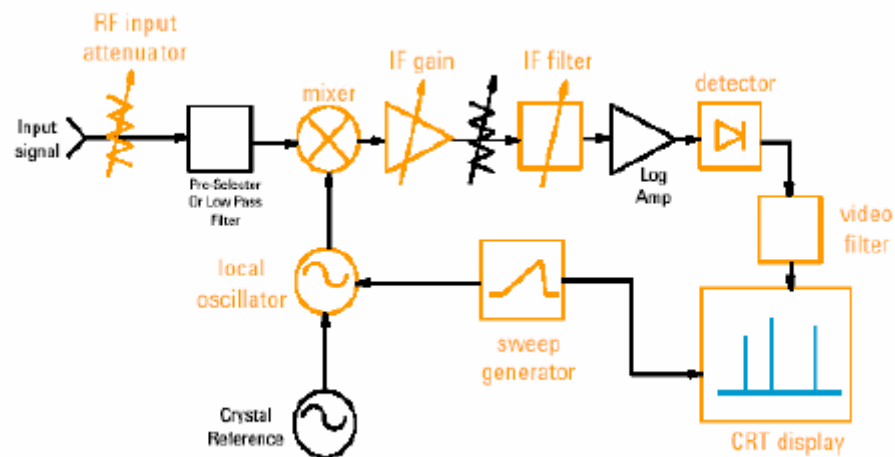 RF input
attenuator
IF gain
IF filter
mixer
detector
Input
signal
Pre-Selector
Or Low Pass
Filter
Log
Amp
video
filter
local
oscillator
sweep
generator
Crystal
Reference
CRT display